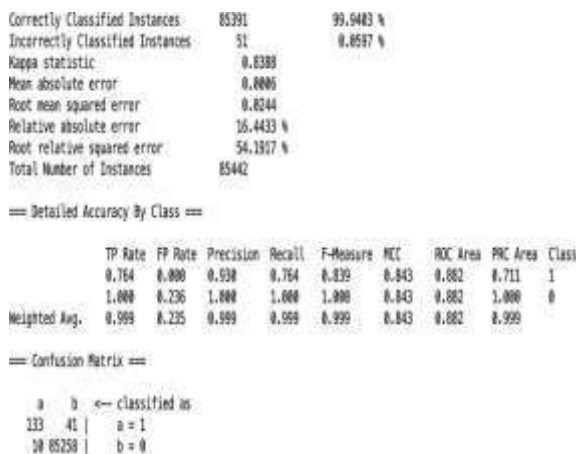 Correctly Classified Instances 85391 99.9403 %
Incorrectly Classified Instances 51 0.0597 %
Kappa statistic 0.8388
Mean absolute error 0.0006
Root mean squared error 0.0244
Relative absolute error 16.4433 %
Root relative squared error 54.1917 %
Total Number of Instances 85442
=== Detailed Accuracy By Class ===
TP Rate FP Rate Precision Recall F-Measure MCC ROC Area PRC Area Class
0.764 0.000 0.930 0.764 0.839 0.843 0.882 0.711 1
1.000 0.236 1.000 1.000 1.000 0.843 0.882 1.000 0
Weighted Avg. 0.999 0.235 0.999 0.999 0.999 0.843 0.882 0.999
=== Confusion Matrix ===
a b <-- classified as
133 41 | a = 1
10 85258 | b = 0